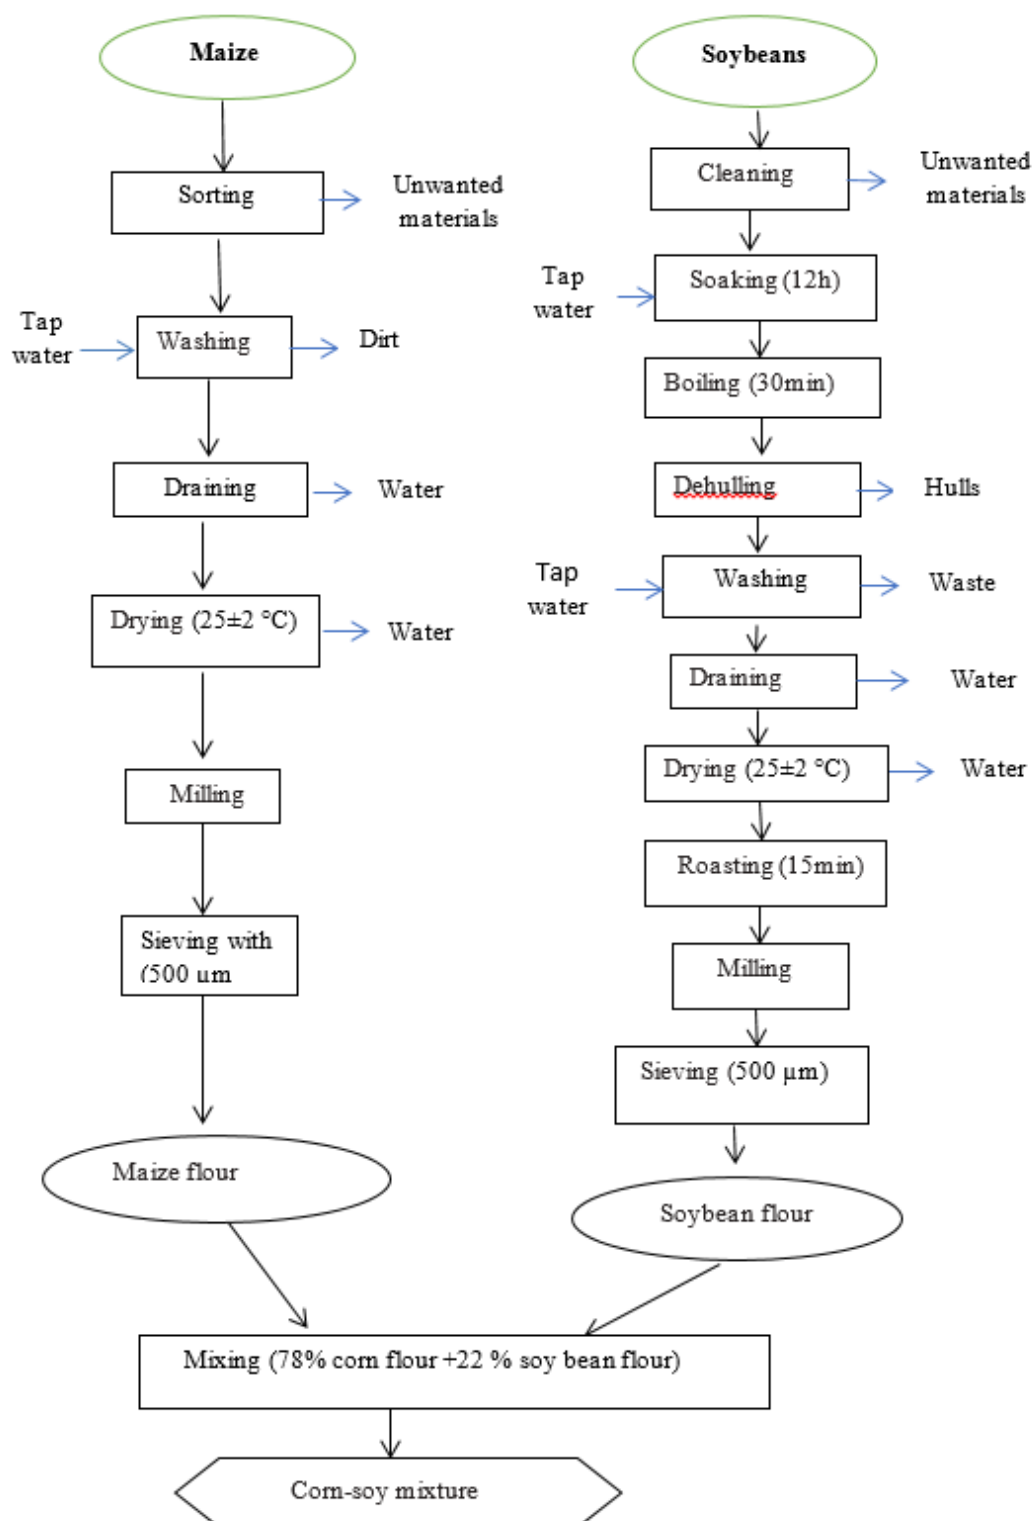 Maize
Sorting
Unwanted
materials
Tap
water
Washing
Dirt
Draining
Water
Drying (25±2 °C)
Water
Milling
Sieving with
(500 µm
Maize flour
Soybeans
Cleaning
Unwanted
materials
Tap
water
Soaking (12h)
Boiling (30min)
Dehulling
Hulls
Tap
water
Washing
Waste
Draining
Water
Drying (25±2 °C)
Water
Roasting (15min)
Milling
Sieving (500 µm)
Soybean flour
Mixing (78% corn flour +22 % soy bean flour)
Corn-soy mixture